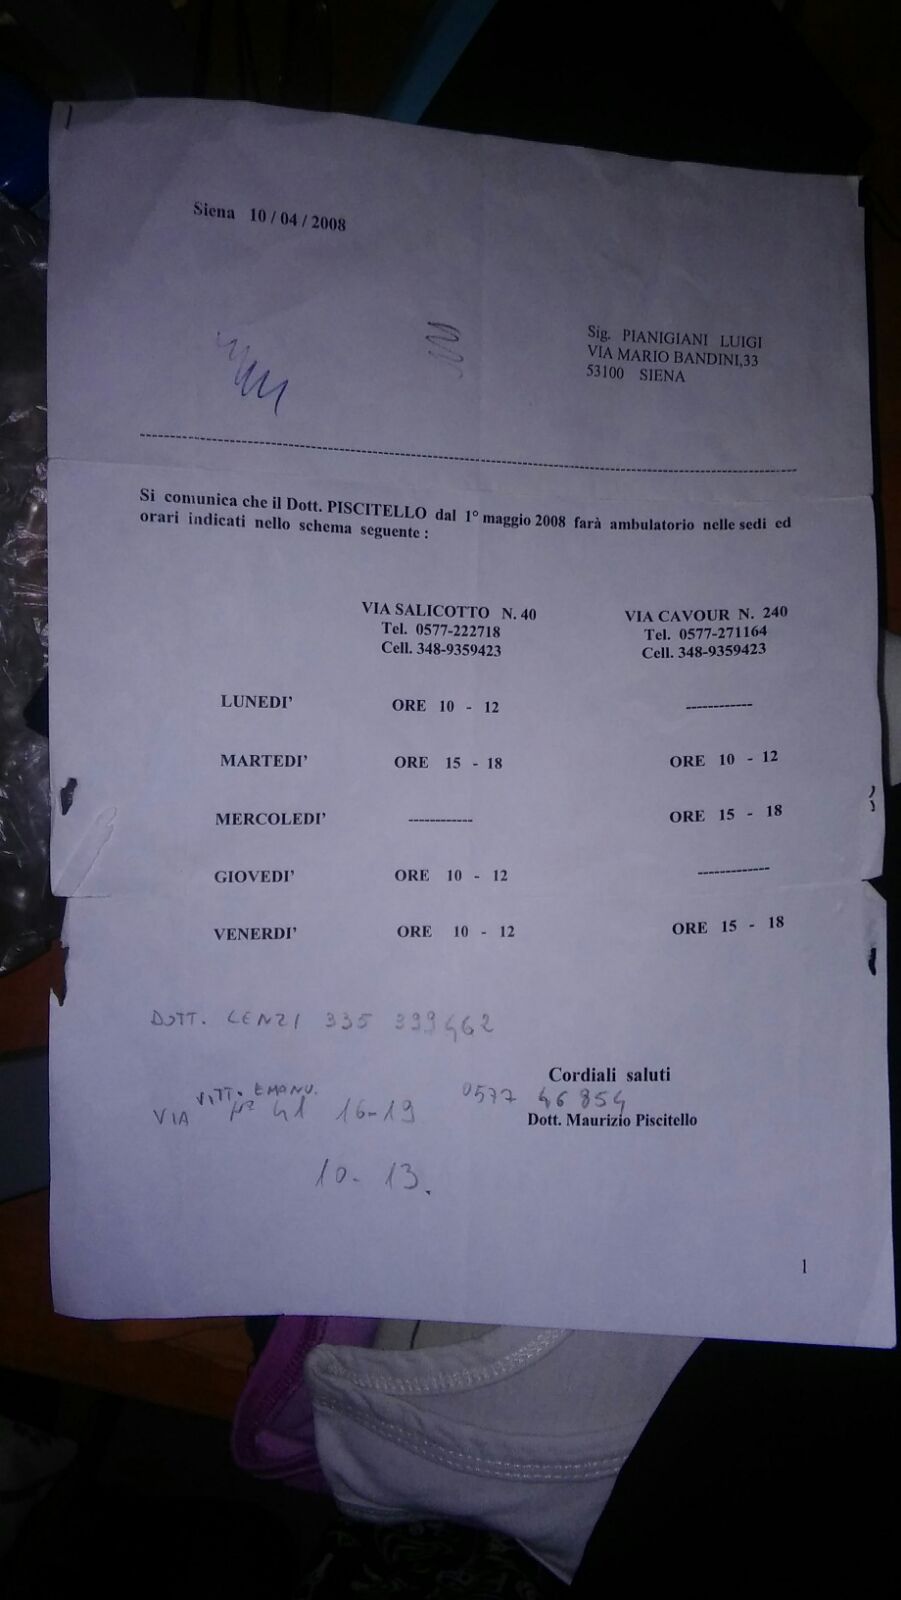 Siena 10 / 04 / 2008
Sig. PIANIGIANI LUIGI
VIA MARIO BANDINI,33
53100 SIENA
Si comunica che il Dott. PISCITELLO dal 1° maggio 2008 farà ambulatorio nelle sedi ed
orari indicati nello schema seguente :
VIA SALICOTTO N. 40 VIA CAVOUR N. 240
Tel. 0577-222718 Tel. 0577-271164
Cell. 348-9359423 Cell. 348-9359423
LUNEDI' ORE 10 - 12 ------------
MARTEDI' ORE 15 - 18 ORE 10 - 12
MERCOLEDI' ------------ ORE 15 - 18
GIOVEDI' ORE 10 - 12 -------------
VENERDI' ORE 10 - 12 ORE 15 - 18
DOTT. LENZI 335 399462
Cordiali saluti
VIA VITT. EMANU. N° 41 16-19 0577 46854
Dott. Maurizio Piscitello
10- 13.
1